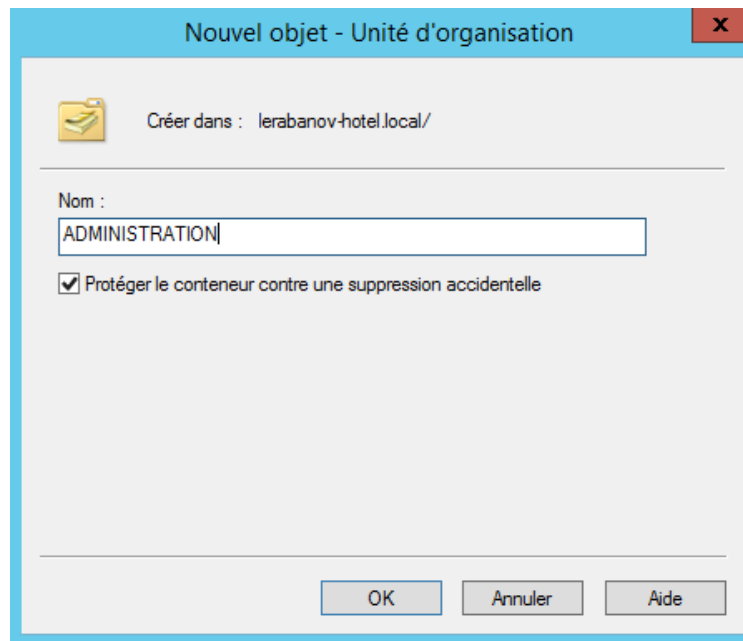 Nouvel objet - Unité d'organisation
x
Créer dans : lerabanov-hotel.local/
Nom :
ADMINISTRATION
Protéger le conteneur contre une suppression accidentelle
OK Annuler Aide